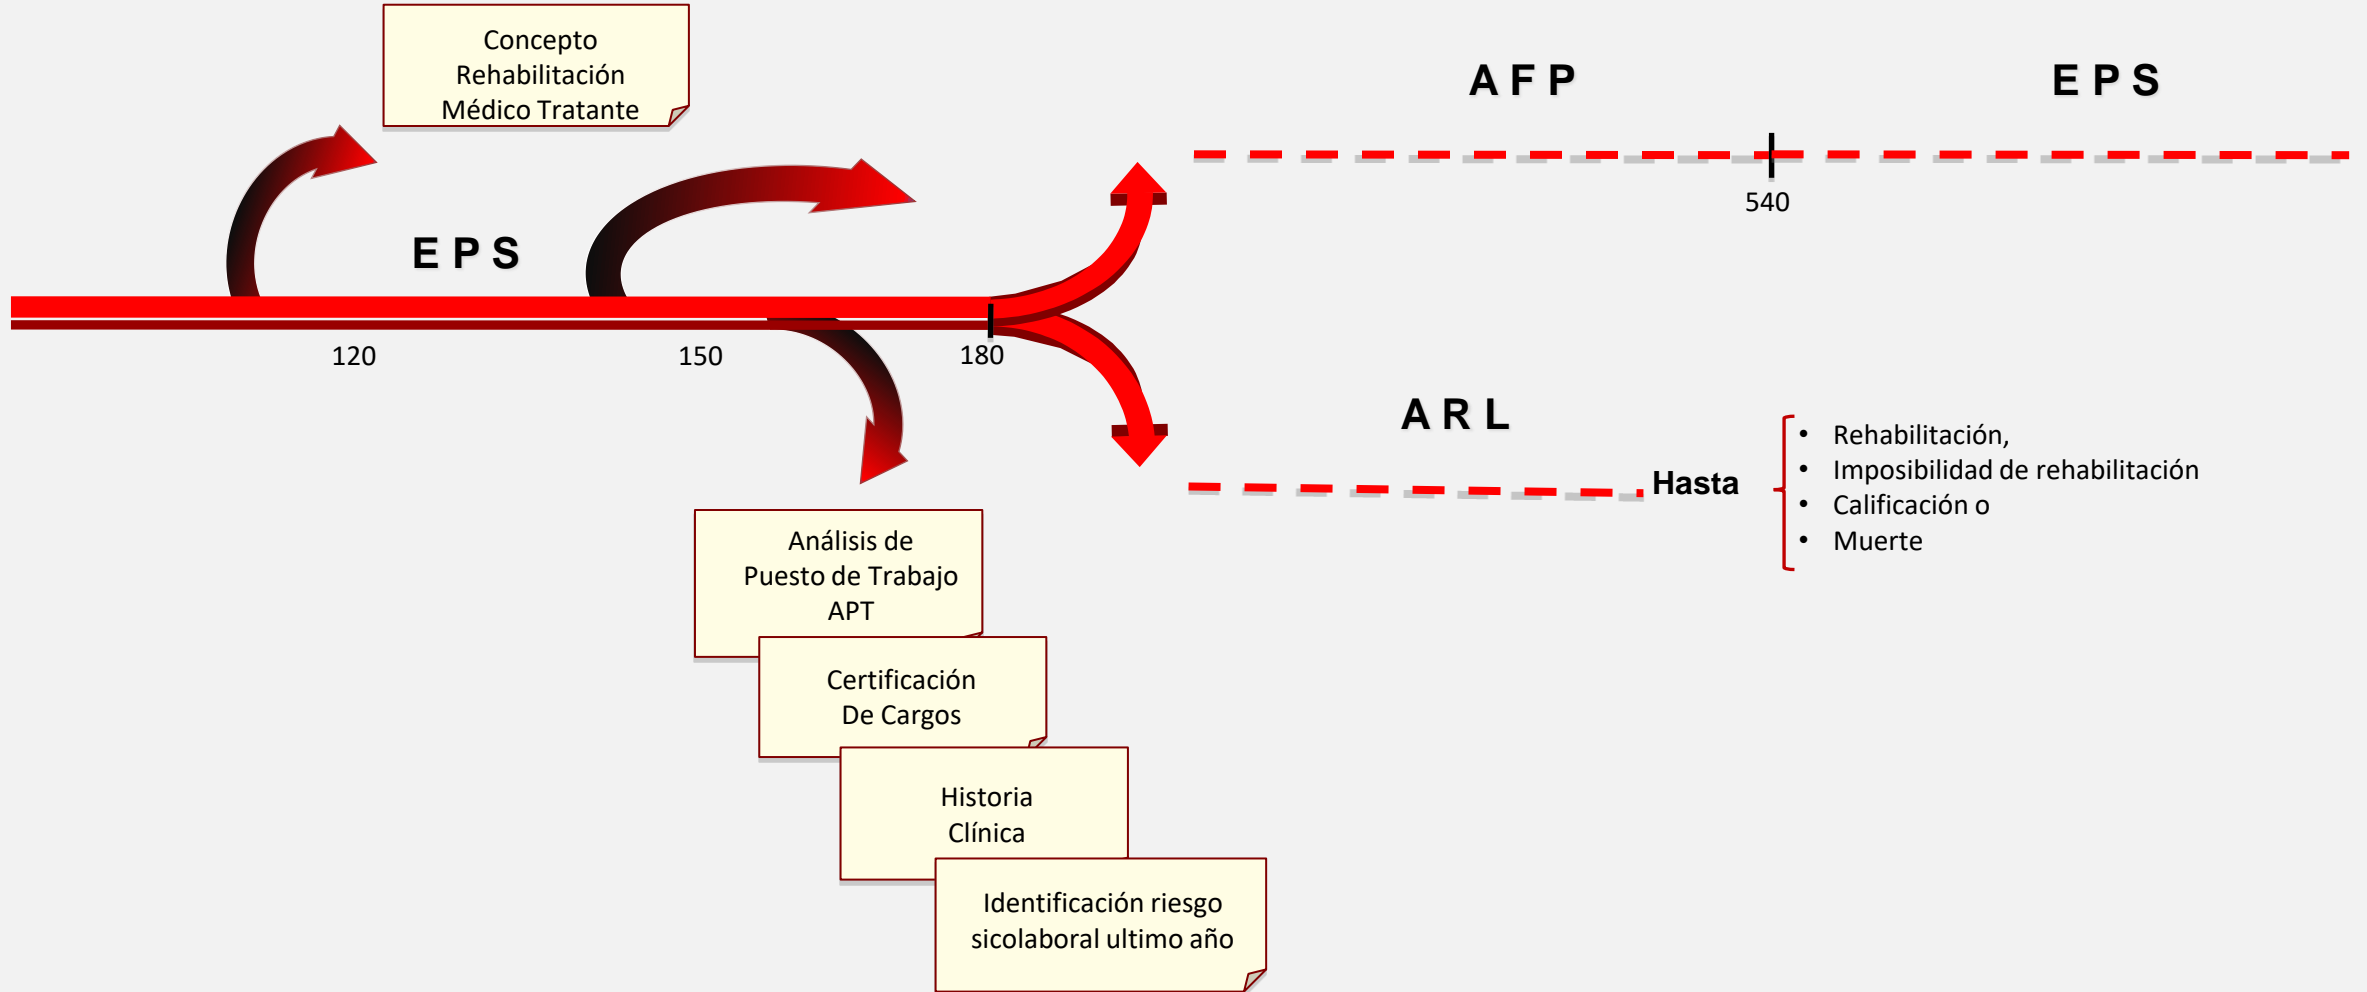 Concepto
Rehabilitación
Médico Tratante
A F P
E P S
540
E P S
120
150
180
A R L
Hasta
• Rehabilitación,
• Imposibilidad de rehabilitación
• Calificación o
• Muerte
Análisis de
Puesto de Trabajo
APT
Certificación
De Cargos
Historia
Clínica
Identificación riesgo
sicolaboral ultimo año